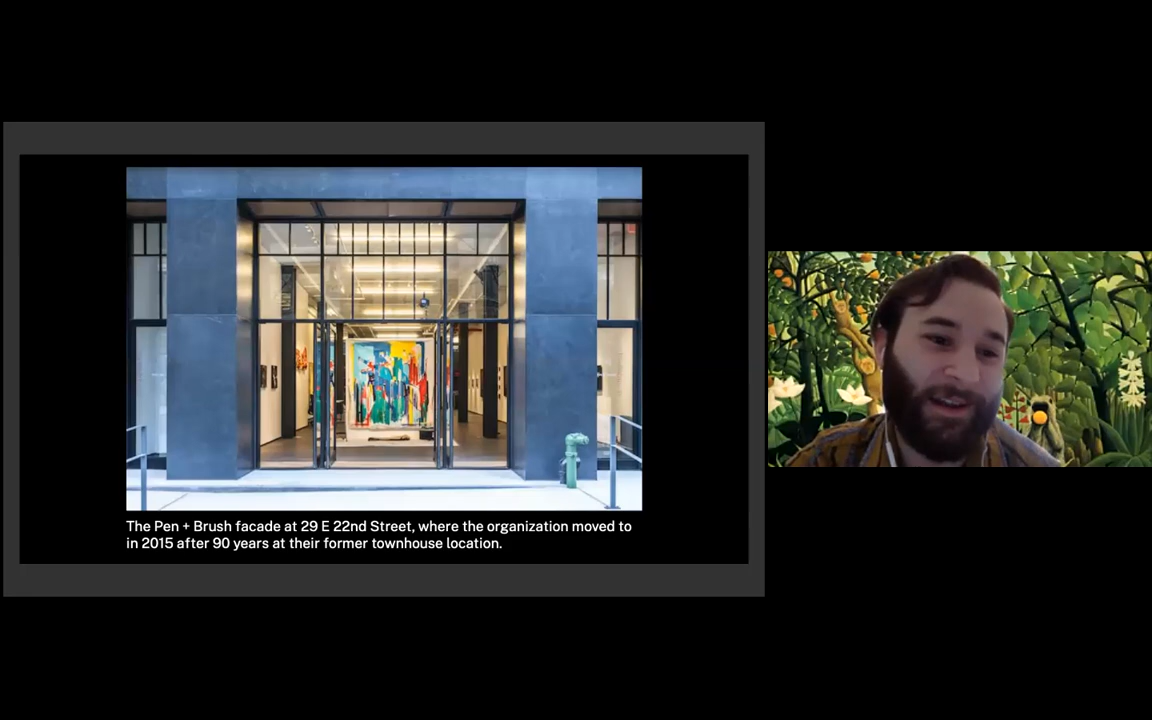 The Pen + Brush facade at 29 E 22nd Street, where the organization moved to
in 2015 after 90 years at their former townhouse location.